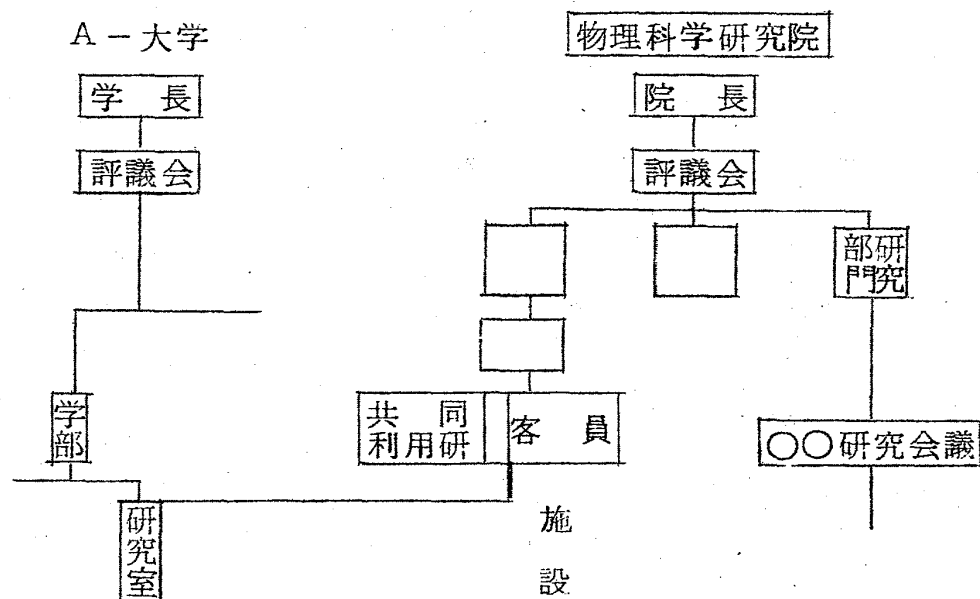 A－大学
物理科学研究院
学長
院長
評議会
評議会
研究
部門
学部
共同
利用研
客員
〇〇研究会議
研究室
施設